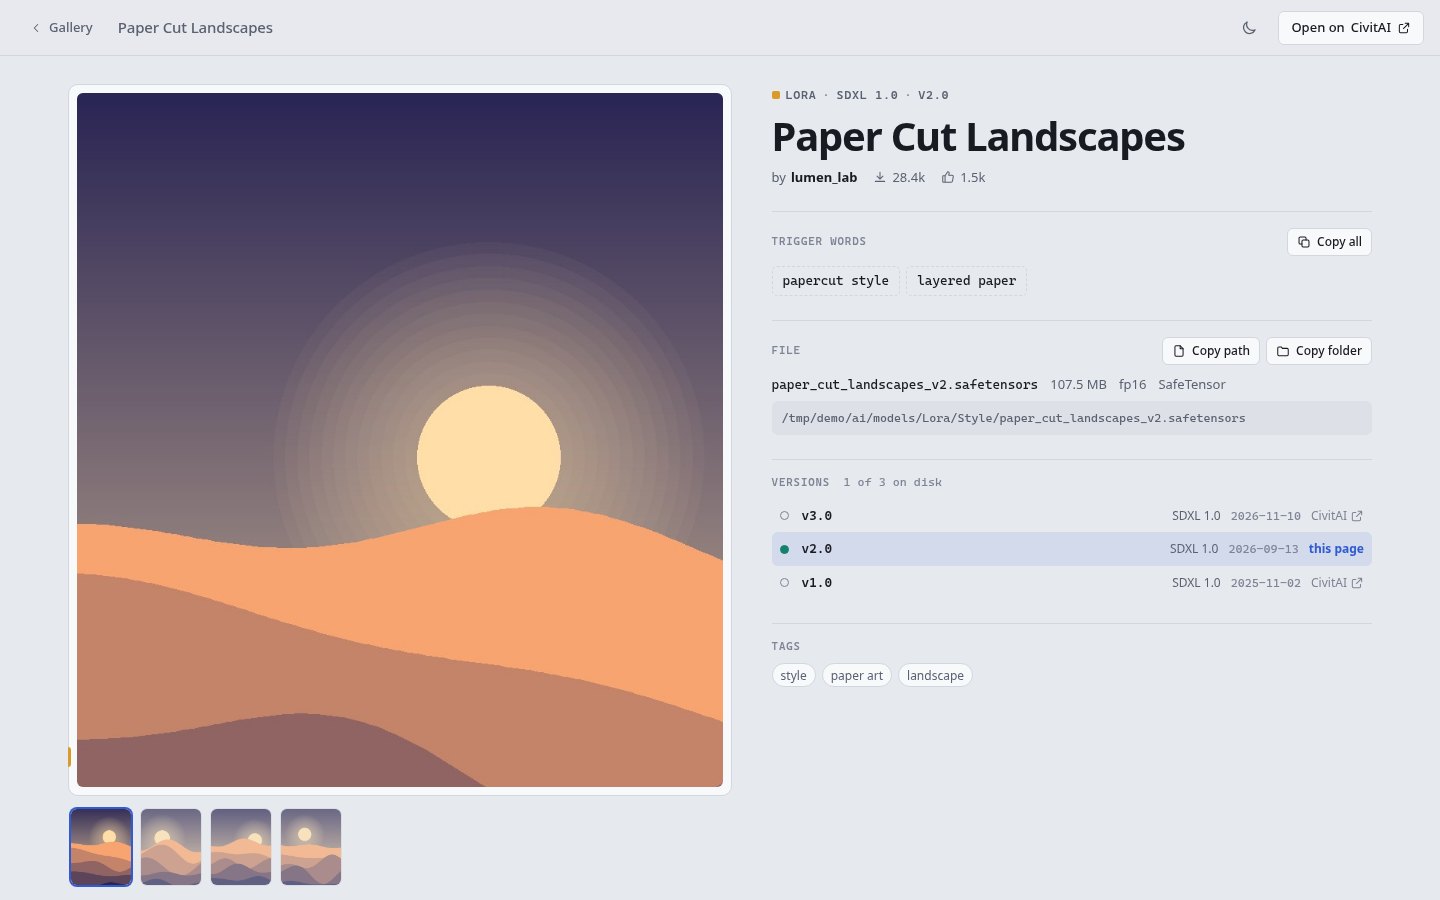 Gallery
Paper Cut Landscapes
Open on CivitAI
LORA · SDXL 1.0 · V2.0
Paper Cut Landscapes
by lumen_lab 28.4k 1.5k
TRIGGER WORDS
Copy all
papercut style
layered paper
FILE
Copy path
Copy folder
paper_cut_landscapes_v2.safetensors 107.5 MB fp16 SafeTensor
/tmp/demo/ai/models/Lora/Style/paper_cut_landscapes_v2.safetensors
VERSIONS 1 of 3 on disk
v3.0 SDXL 1.0 2026-11-10 CivitAI
v2.0 SDXL 1.0 2026-09-13 this page
v1.0 SDXL 1.0 2025-11-02 CivitAI
TAGS
style
paper art
landscape